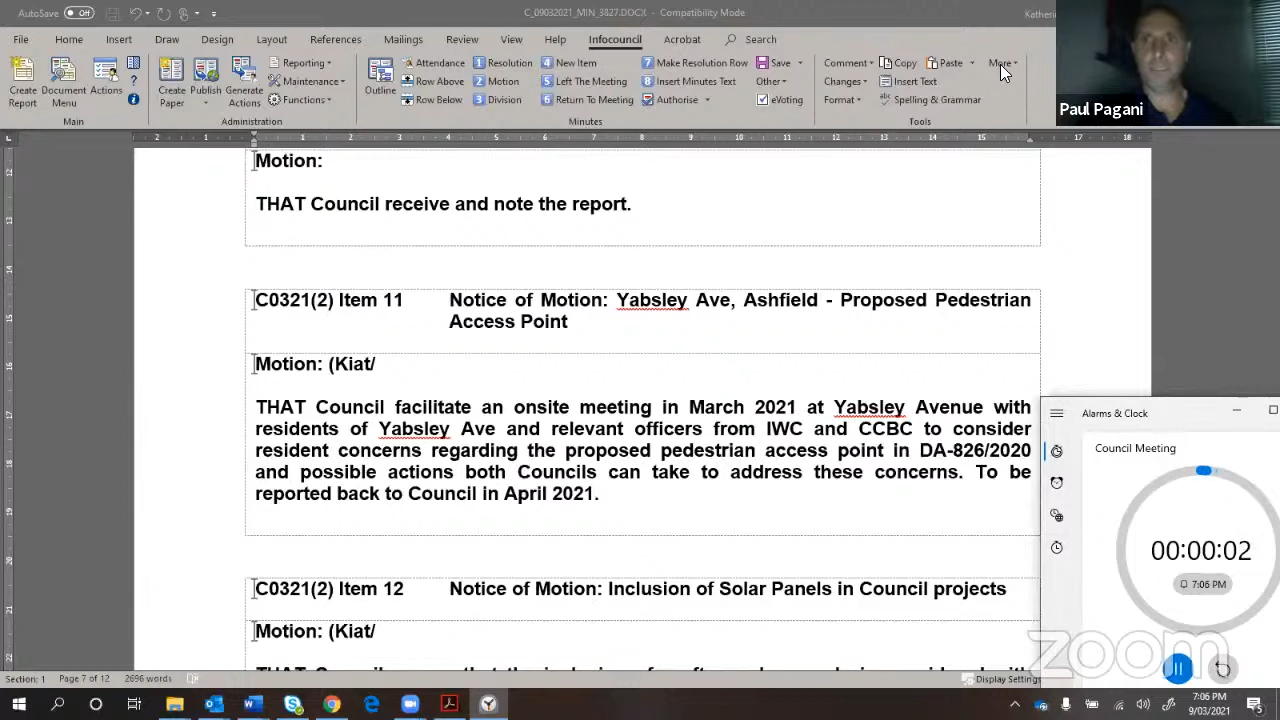 AutoSave Off
C_09032021_MIN_3827.DOCX - Compatibility Mode
File Home Insert Draw Design Layout References Mailings Review View Help Infocouncil Acrobat Search
Create Report
Document Menu
Actions
Main
Create Paper
Publish
Generate Actions
Reporting
Maintenance
Functions
Administration
Outline
Attendance
Row Above
Row Below
1 Resolution
2 Motion
3 Division
4 New Item
5 Left The Meeting
6 Return To Meeting
7 Make Resolution Row
8 Insert Minutes Text
Authorise
Minutes
Save
Other
eVoting
Comment
Changes
Format
Copy
Paste
Insert Text
Spelling & Grammar
More
Tools
Paul Pagani
Motion:
THAT Council receive and note the report.
C0321(2) Item 11 Notice of Motion: Yabsley Ave, Ashfield - Proposed Pedestrian
Access Point
Motion: (Kiat/
THAT Council facilitate an onsite meeting in March 2021 at Yabsley Avenue with
residents of Yabsley Ave and relevant officers from IWC and CCBC to consider
resident concerns regarding the proposed pedestrian access point in DA-826/2020
and possible actions both Councils can take to address these concerns. To be
reported back to Council in April 2021.
C0321(2) Item 12 Notice of Motion: Inclusion of Solar Panels in Council projects
Motion: (Kiat/
Alarms & Clock
Council Meeting
00:00:02
7:06 PM
zoom
Section: 1 Page 7 of 12 2696 words
Display Settings
7:06 PM
9/03/2021